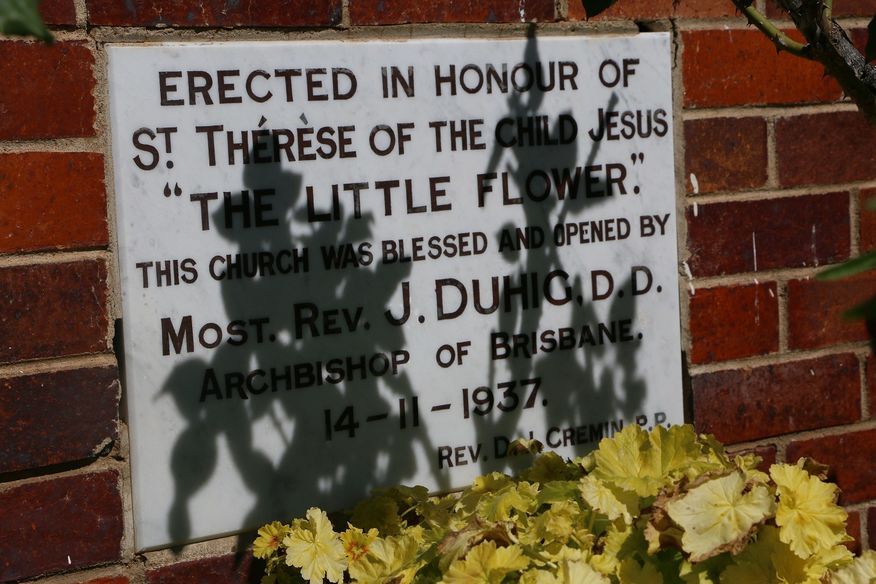 ERECTED IN HONOUR OF
ST. THÉRÈSE OF THE CHILD JESUS
"THE LITTLE FLOWER".
THIS CHURCH WAS BLESSED AND OPENED BY
MOST. REV. J. DUHIG, D.D.
ARCHBISHOP OF BRISBANE.
14-11-1937.
REV. D. J. CREMIN. P.P.